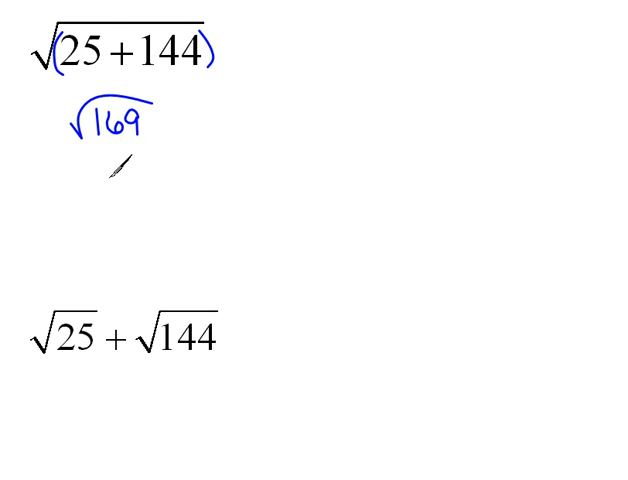 √(25 + 144)
√169
√25 + √144